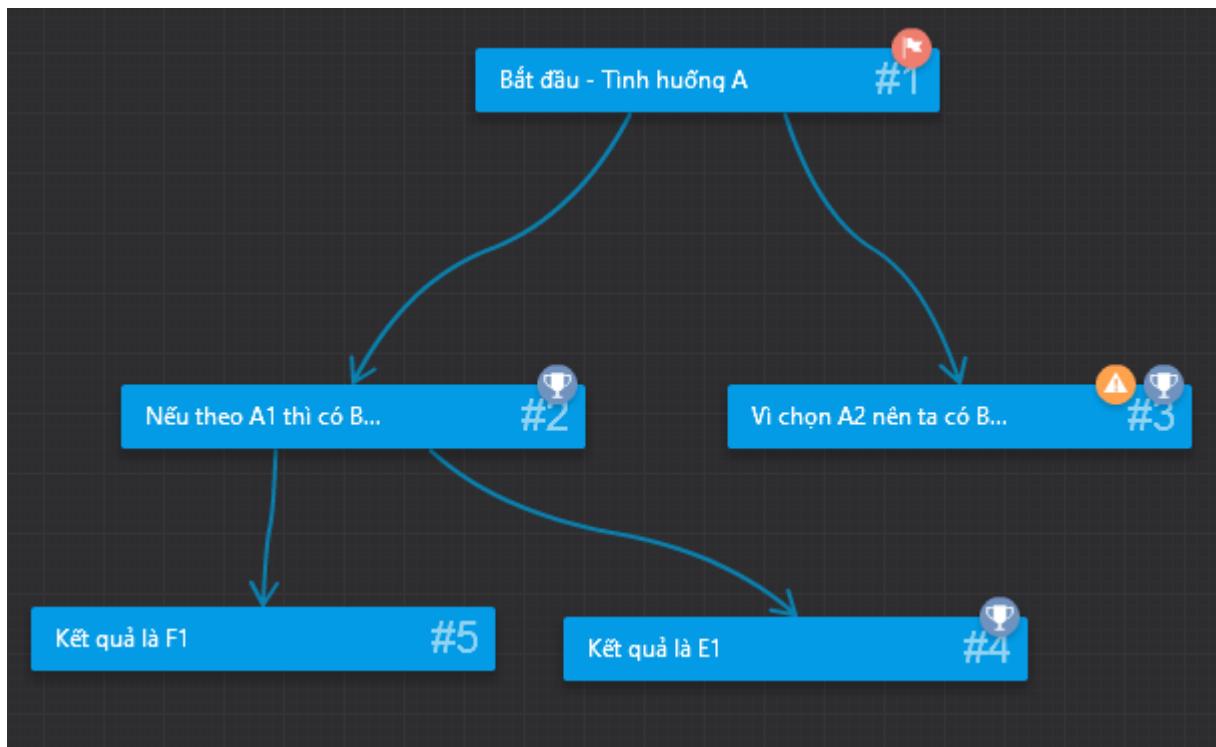 Bắt đầu - Tình huống A #1
Nếu theo A1 thì có B... #2
Vì chọn A2 nên ta có B... #3
Kết quả là F1 #5
Kết quả là E1 #4